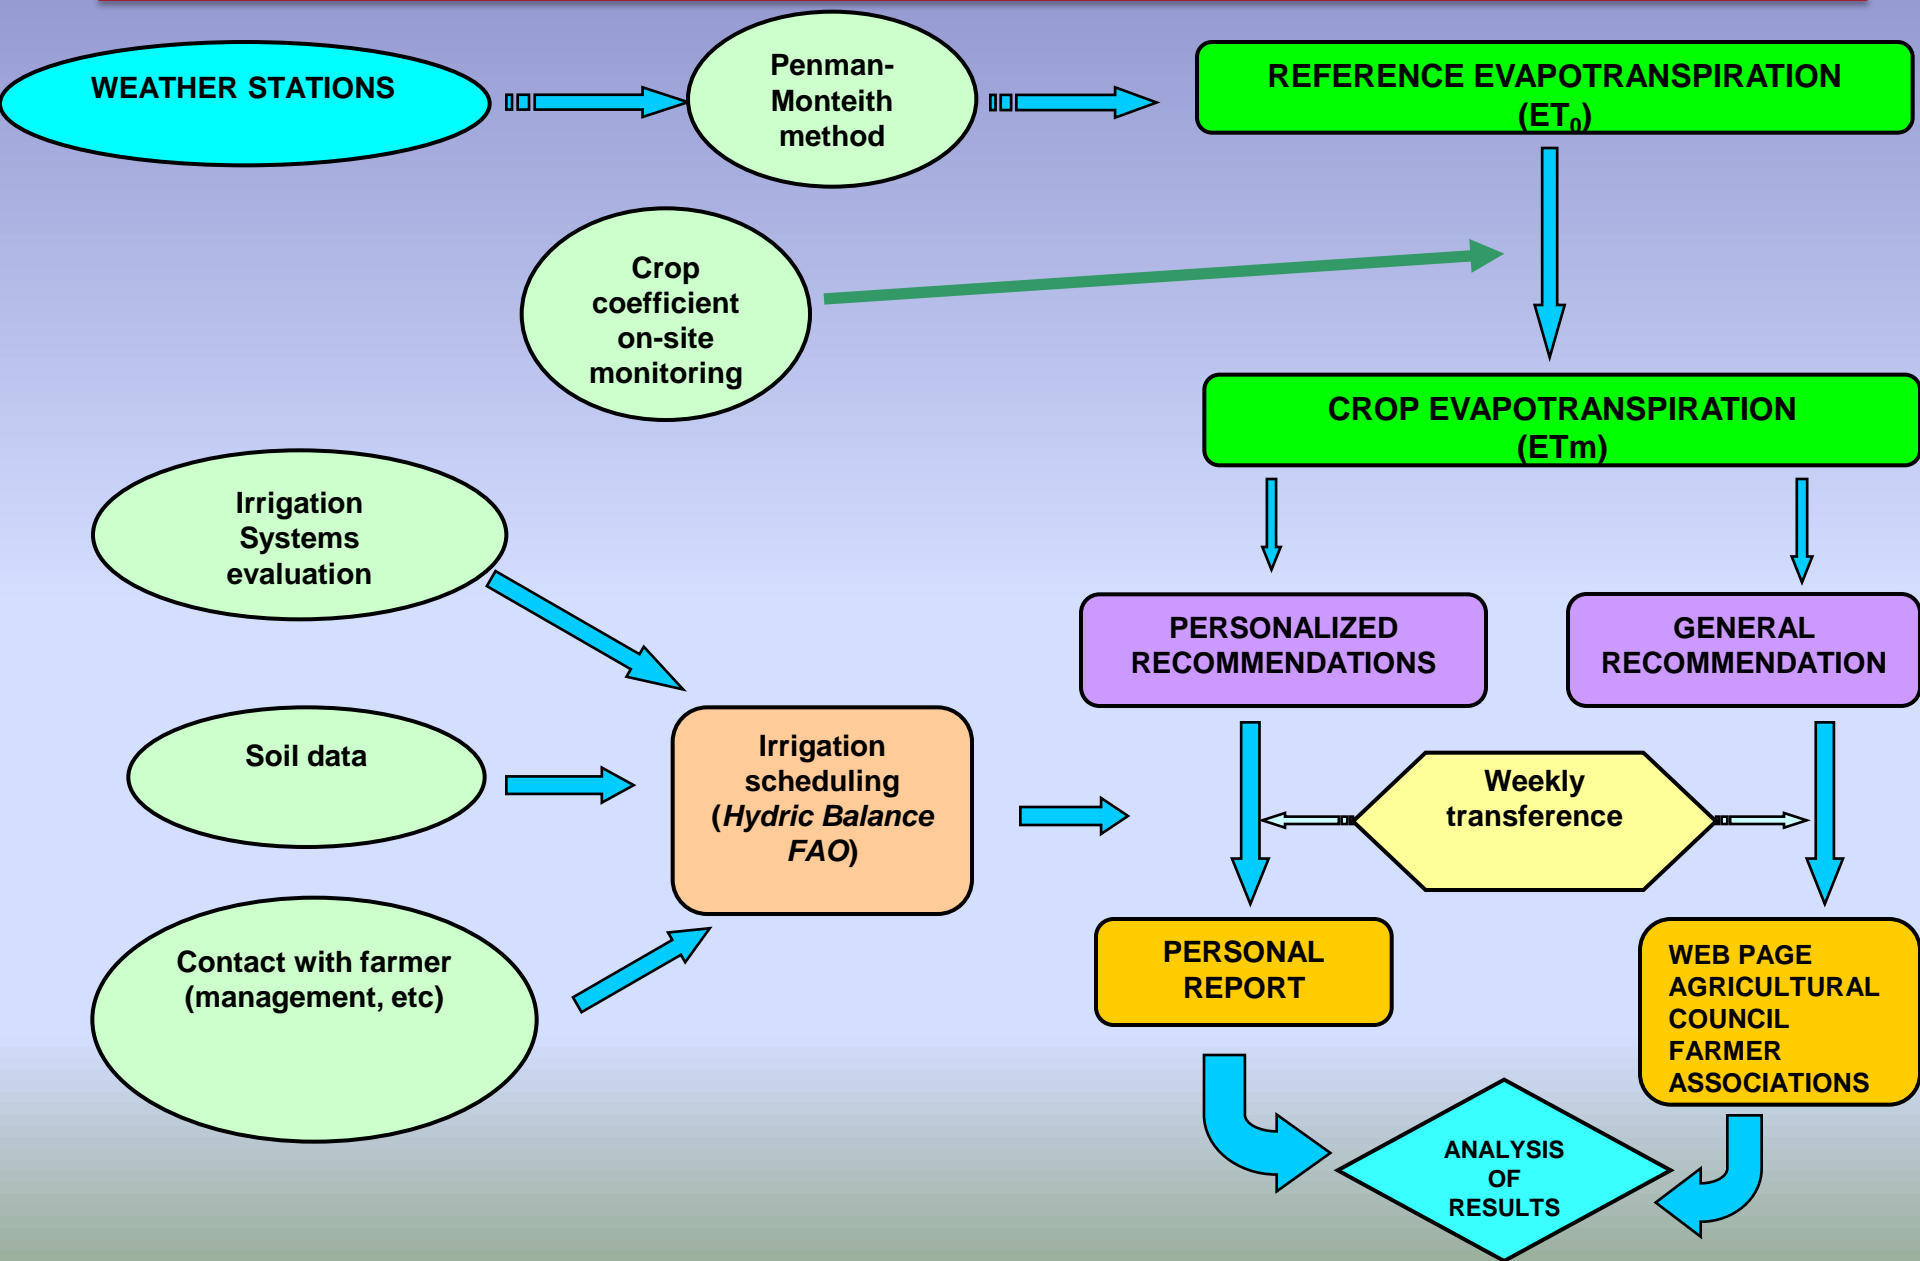 WEATHER STATIONS
Penman-
Monteith
method
REFERENCE EVAPOTRANSPIRATION
(ET₀)
Crop
coefficient
on-site
monitoring
CROP EVAPOTRANSPIRATION
(ETm)
Irrigation
Systems
evaluation
PERSONALIZED
RECOMMENDATIONS
GENERAL
RECOMMENDATION
Soil data
Irrigation
scheduling
(Hydric Balance
FAO)
Weekly
transference
Contact with farmer
(management, etc)
PERSONAL
REPORT
WEB PAGE
AGRICULTURAL
COUNCIL
FARMER
ASSOCIATIONS
ANALYSIS
OF
RESULTS